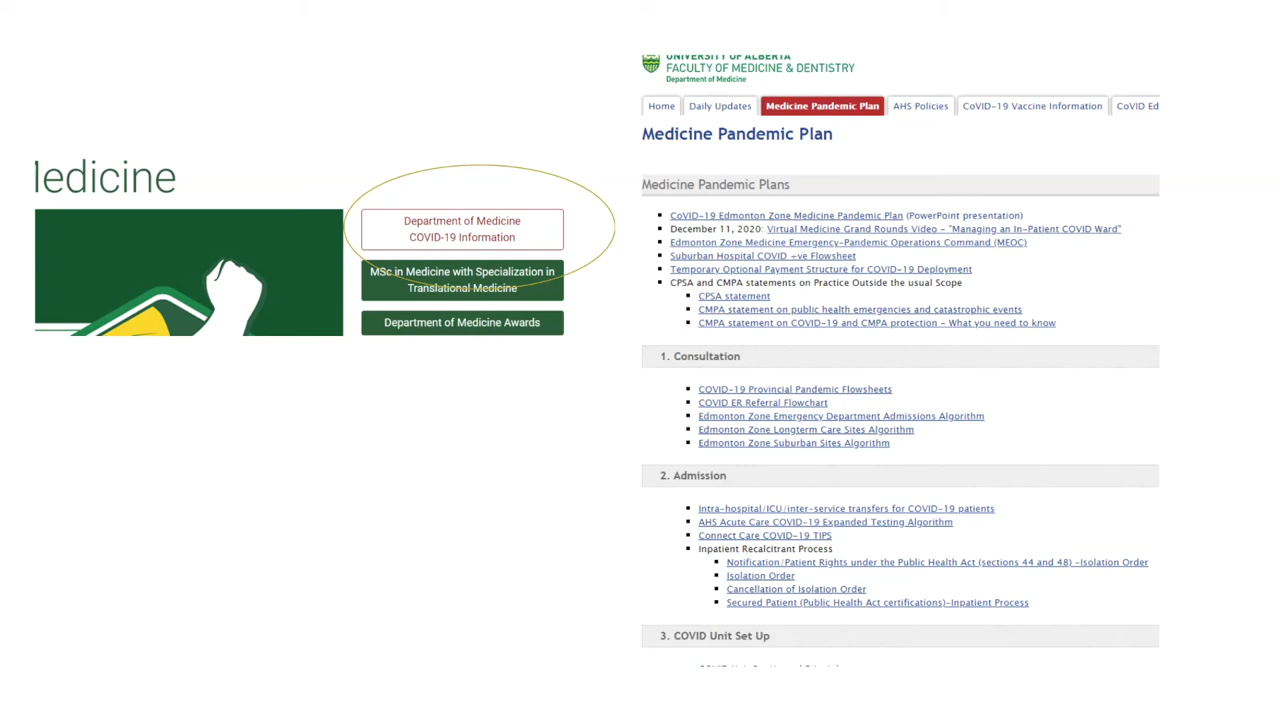 Medicine
Department of Medicine
COVID-19 Information
MSc in Medicine with Specialization in
Translational Medicine
Department of Medicine Awards
UNIVERSITY OF ALBERTA
FACULTY OF MEDICINE & DENTISTRY
Department of Medicine
Home
Daily Updates
Medicine Pandemic Plan
AHS Policies
CoVID-19 Vaccine Information
CoVID Ed
Medicine Pandemic Plan
Medicine Pandemic Plans
CoVID-19 Edmonton Zone Medicine Pandemic Plan (PowerPoint presentation)
December 11, 2020: Virtual Medicine Grand Rounds Video - "Managing an In-Patient COVID Ward"
Edmonton Zone Medicine Emergency-Pandemic Operations Command (MEOC)
Suburban Hospital COVID +ve Flowsheet
Temporary Optional Payment Structure for COVID-19 Deployment
CPSA and CMPA statements on Practice Outside the usual Scope
CPSA statement
CMPA statement on public health emergencies and catastrophic events
CMPA statement on COVID-19 and CMPA protection - What you need to know
1. Consultation
COVID-19 Provincial Pandemic Flowsheets
COVID ER Referral Flowchart
Edmonton Zone Emergency Department Admissions Algorithm
Edmonton Zone Longterm Care Sites Algorithm
Edmonton Zone Suburban Sites Algorithm
2. Admission
Intra-hospital/ICU/inter-service transfers for COVID-19 patients
AHS Acute Care COVID-19 Expanded Testing Algorithm
Connect Care COVID-19 TIPS
Inpatient Recalcitrant Process
Notification/Patient Rights under the Public Health Act (sections 44 and 48) -Isolation Order
Isolation Order
Cancellation of Isolation Order
Secured Patient (Public Health Act certifications)-Inpatient Process
3. COVID Unit Set Up